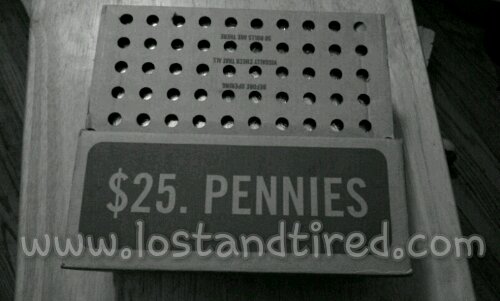 BEFORE OPENING
VISUALLY CHECK THAT ALL
50 ROLLS ARE THERE
$25. PENNIES
www.lostandtired.com